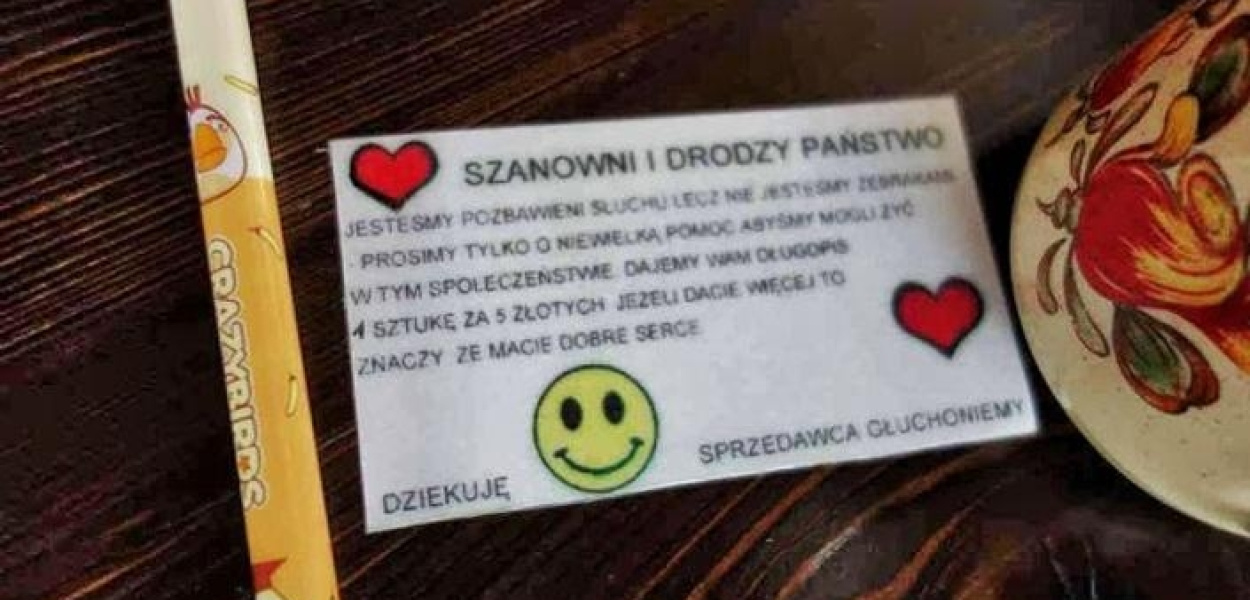 SZANOWNI I DRODZY PAŃSTWO
JESTEŚMY POZBAWIENI SŁUCHU LECZ NIE JESTEŚMY ŻEBRAKAMI
PROSIMY TYLKO O NIEWIELKĄ POMOC ABYŚMY MOGLI ŻYĆ
W TYM SPOŁECZEŃSTWIE. DAJEMY WAM DŁUGOPIS
1 SZTUKĘ ZA 5 ZŁOTYCH JEŻELI DACIE WIĘCEJ TO
ZNACZY ŻE MACIE DOBRE SERCE
SPRZEDAWCA GŁUCHONIEMY
DZIEKUJĘ
CRAZYBIRDS